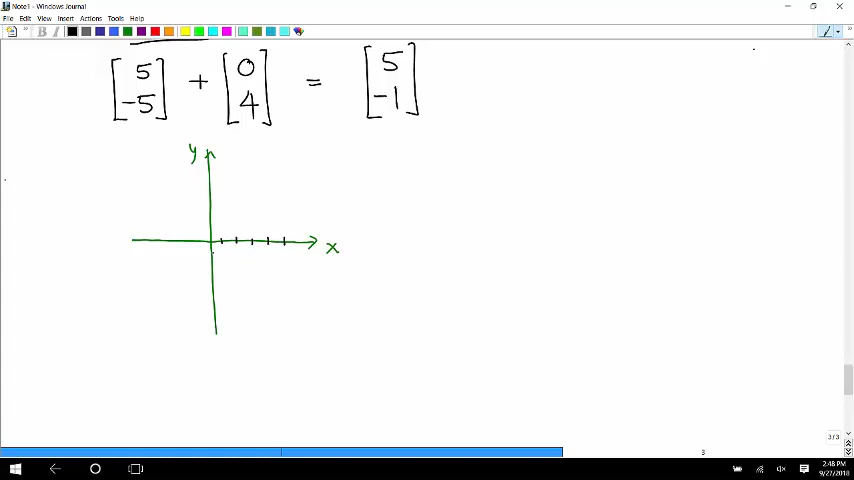 Note1 - Windows Journal
File Edit View Insert Actions Tools Help
B I
[5 -5] + [0 4] = [5 -1]
y
x
3/3
3
2:48 PM
9/27/2018